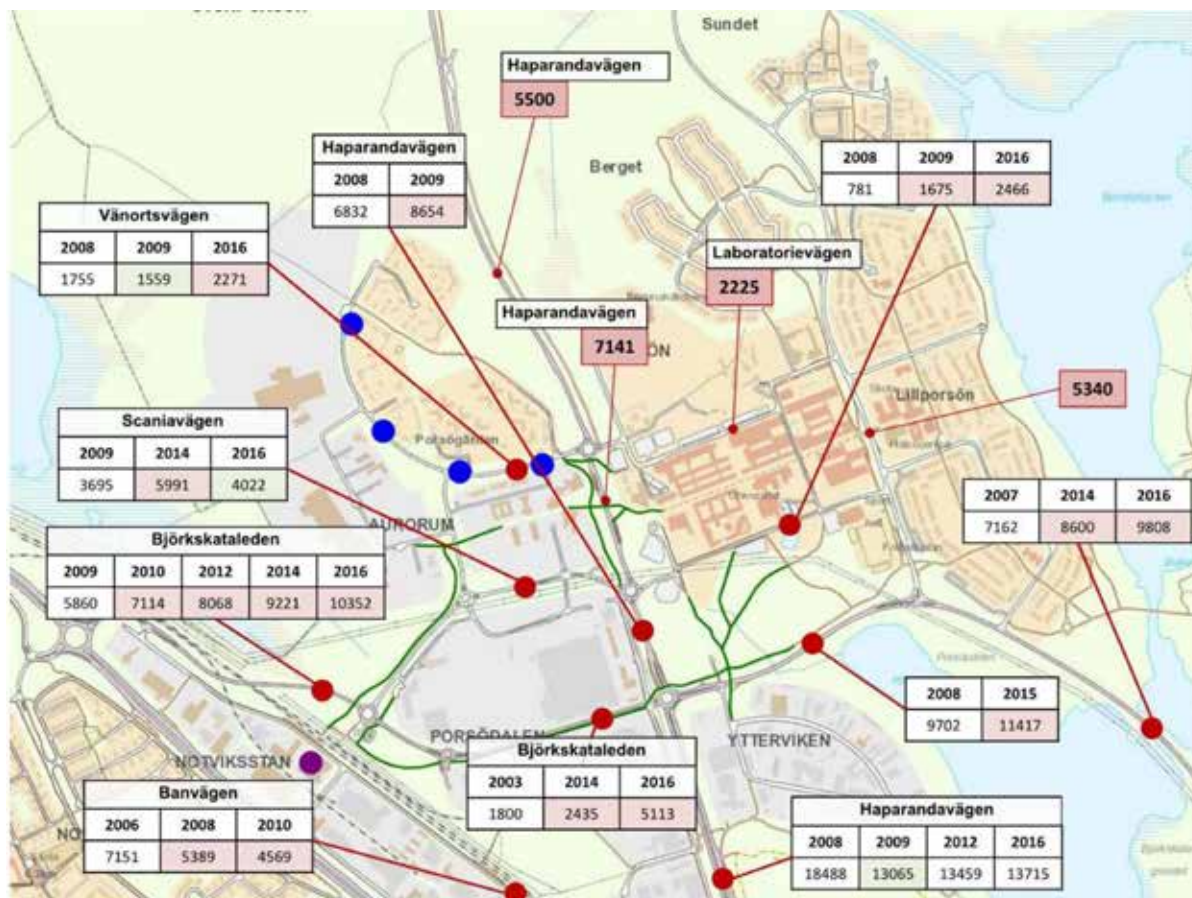 Sundet
Haparandavägen
5500
Berget
Haparandavägen
2008 2009
6832 8654
2008 2009 2016
781 1675 2466
Vänortsvägen
2008 2009 2016
1755 1559 2271
Laboratorievägen
2225
Haparandavägen
7141
ÖN
5340
Lillporsön
Scaniavägen
2009 2014 2016
3695 5991 4022
Porsögården
2007 2014 2016
7162 8600 9808
AURORUM
Björkskataleden
2009 2010 2012 2014 2016
5860 7114 8068 9221 10352
2008 2015
9702 11417
PORSÖDALEN
YTTERVIKEN
NOTVIKSSTAN
Björkskataleden
2003 2014 2016
1800 2435 5113
Banvägen
2006 2008 2010
7151 5389 4569
Haparandavägen
2008 2009 2012 2016
18488 13065 13459 13715
NO